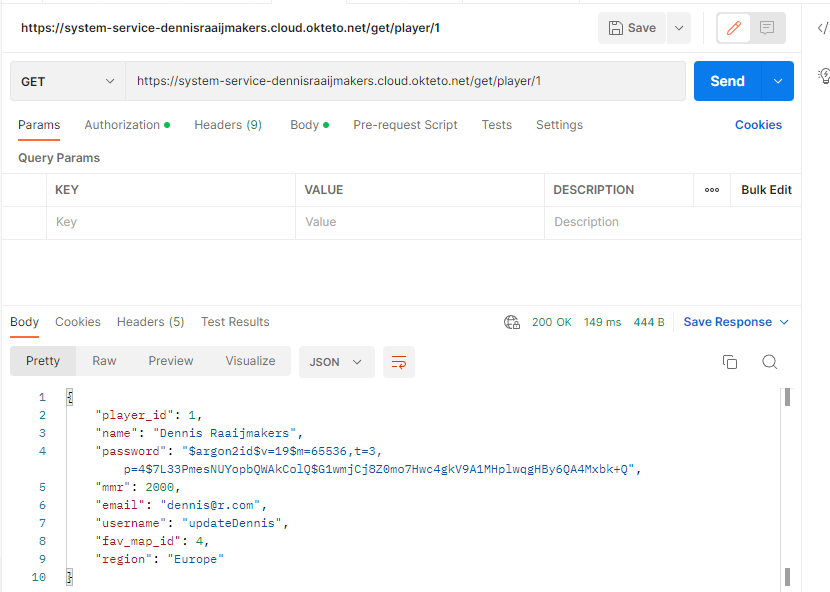 https://system-service-dennisraaijmakers.cloud.okteto.net/get/player/1
Save
GET https://system-service-dennisraaijmakers.cloud.okteto.net/get/player/1 Send
Params Authorization Headers (9) Body Pre-request Script Tests Settings Cookies
Query Params
KEY VALUE DESCRIPTION ooo Bulk Edit
Key Value Description
Body Cookies Headers (5) Test Results 200 OK 149 ms 444 B Save Response
Pretty Raw Preview Visualize JSON
1 {
2 "player_id": 1,
3 "name": "Dennis Raaijmakers",
4 "password": "$argon2id$v=19$m=65536,t=3,
p=4$7L33PmesNUYopbQWAkColQ$G1wmjCj8Z0mo7Hwc4gkV9A1MHplwqgHBy6QA4Mxbk+Q",
5 "mmr": 2000,
6 "email": "dennis@r.com",
7 "username": "updateDennis",
8 "fav_map_id": 4,
9 "region": "Europe"
10 }